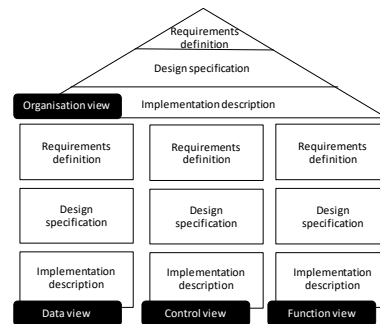 Requirements
definition
Design specification
Organisation view
Implementation description
Requirements
definition
Requirements
definition
Requirements
definition
Design
specification
Design
specification
Design
specification
Implementation
description
Implementation
description
Implementation
description
Data view
Control view
Function view